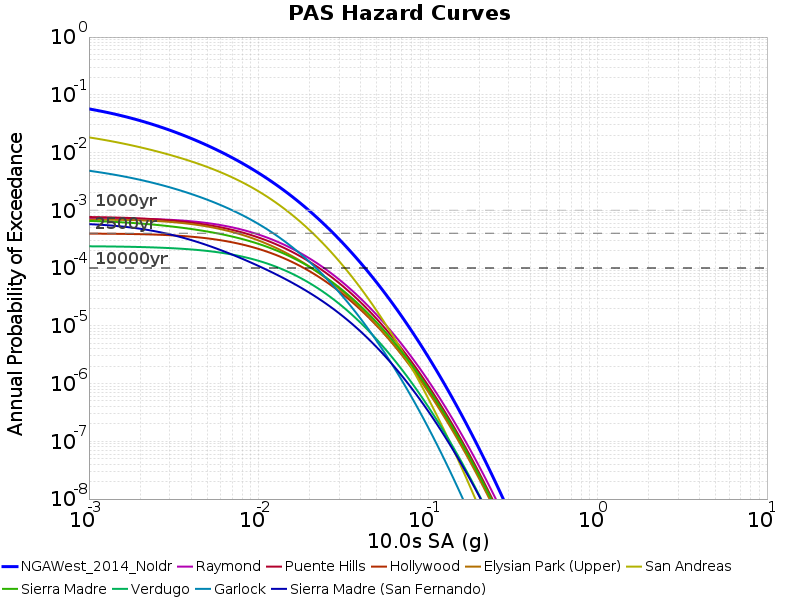 PAS Hazard Curves
Annual Probability of Exceedance
10^0
10^-1
10^-2
10^-3
10^-4
10^-5
10^-6
10^-7
10^-8
1000yr
2500yr
10000yr
10^-3 10^-2 10^-1 10^0 10^1
10.0s SA (g)
NGAWest_2014_NoIdr Raymond Puente Hills Hollywood Elysian Park (Upper) San Andreas
Sierra Madre Verdugo Garlock Sierra Madre (San Fernando)